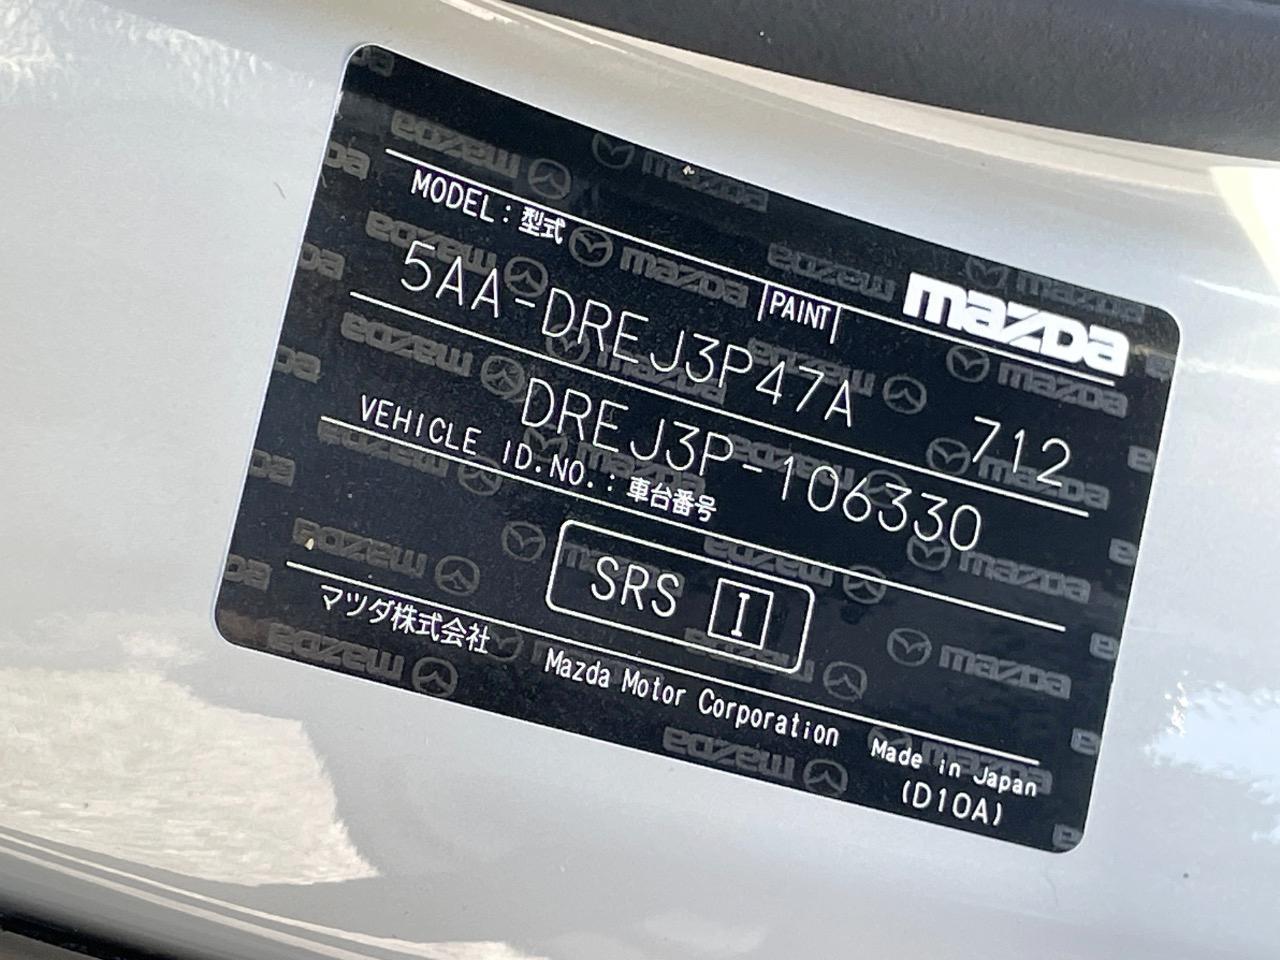 mazda
MODEL：型式
PAINT
5AA-DREJ3P47A 712
DREJ3P-106330
VEHICLE ID.NO.：車台番号
SRS I
マツダ株式会社 Mazda Motor Corporation Made in Japan
(D10A)